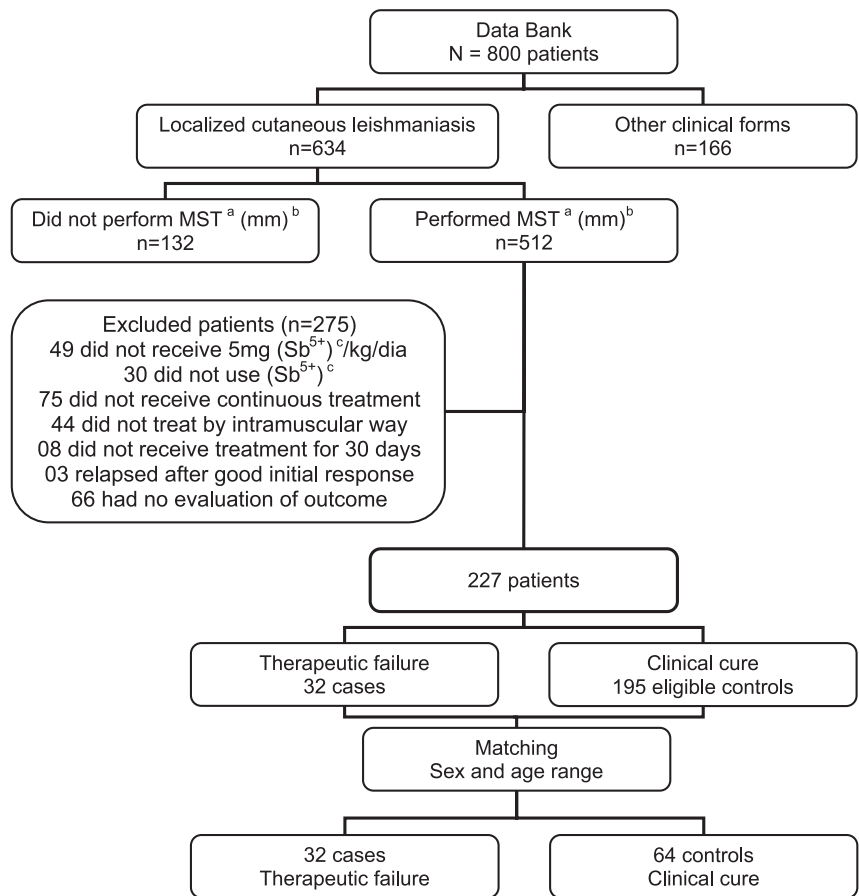 Data Bank
N = 800 patients
Localized cutaneous leishmaniasis
n=634
Other clinical forms
n=166
Did not perform MST a (mm) b
n=132
Performed MST a (mm) b
n=512
Excluded patients (n=275)
49 did not receive 5mg (Sb5+) c/kg/dia
30 did not use (Sb5+) c
75 did not receive continuous treatment
44 did not treat by intramuscular way
08 did not receive treatment for 30 days
03 relapsed after good initial response
66 had no evaluation of outcome
227 patients
Therapeutic failure
32 cases
Clinical cure
195 eligible controls
Matching
Sex and age range
32 cases
Therapeutic failure
64 controls
Clinical cure